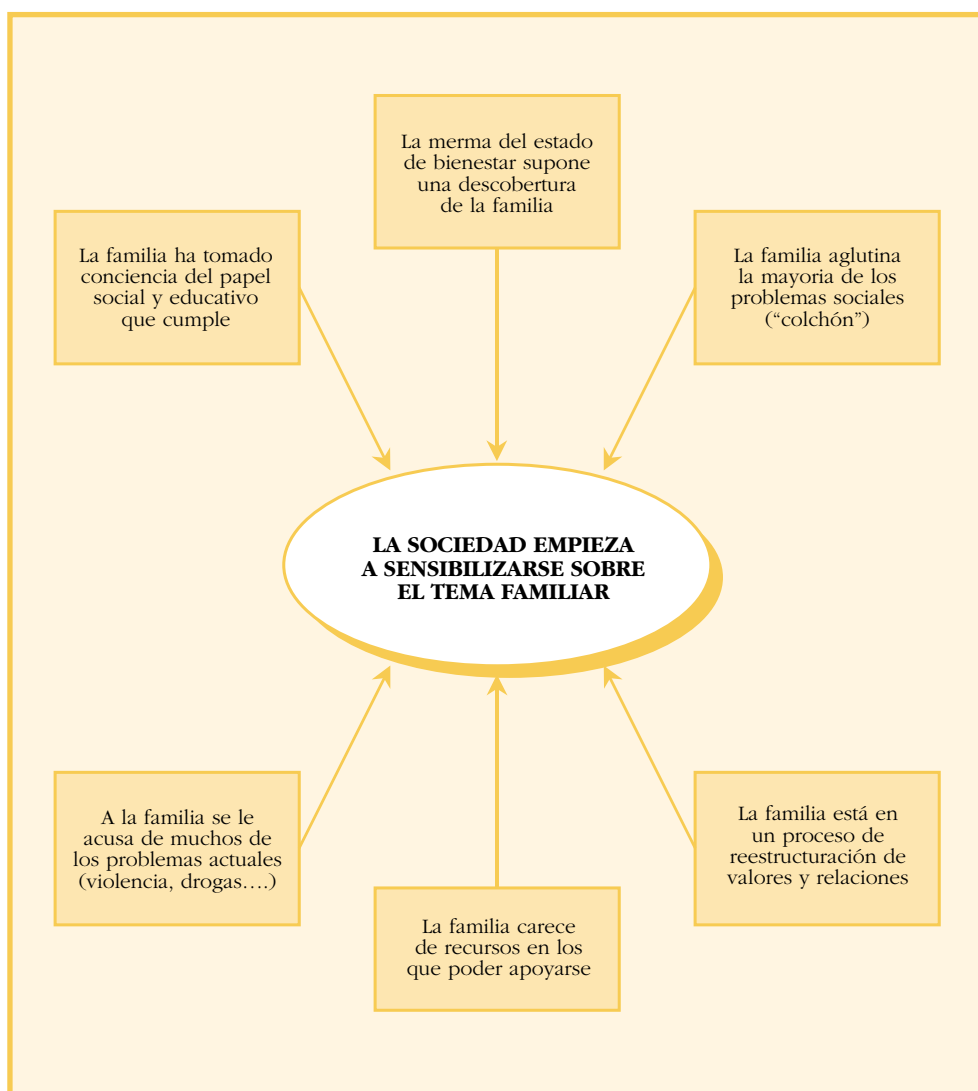 La merma del estado
de bienestar supone
una descobertura
de la familia
La familia ha tomado
conciencia del papel
social y educativo
que cumple
La familia aglutina
la mayoria de los
problemas sociales
(“colchón”)
LA SOCIEDAD EMPIEZA
A SENSIBILIZARSE SOBRE
EL TEMA FAMILIAR
A la familia se le
acusa de muchos de
los problemas actuales
(violencia, drogas….)
La familia carece
de recursos en los
que poder apoyarse
La familia está en
un proceso de
reestructuración de
valores y relaciones